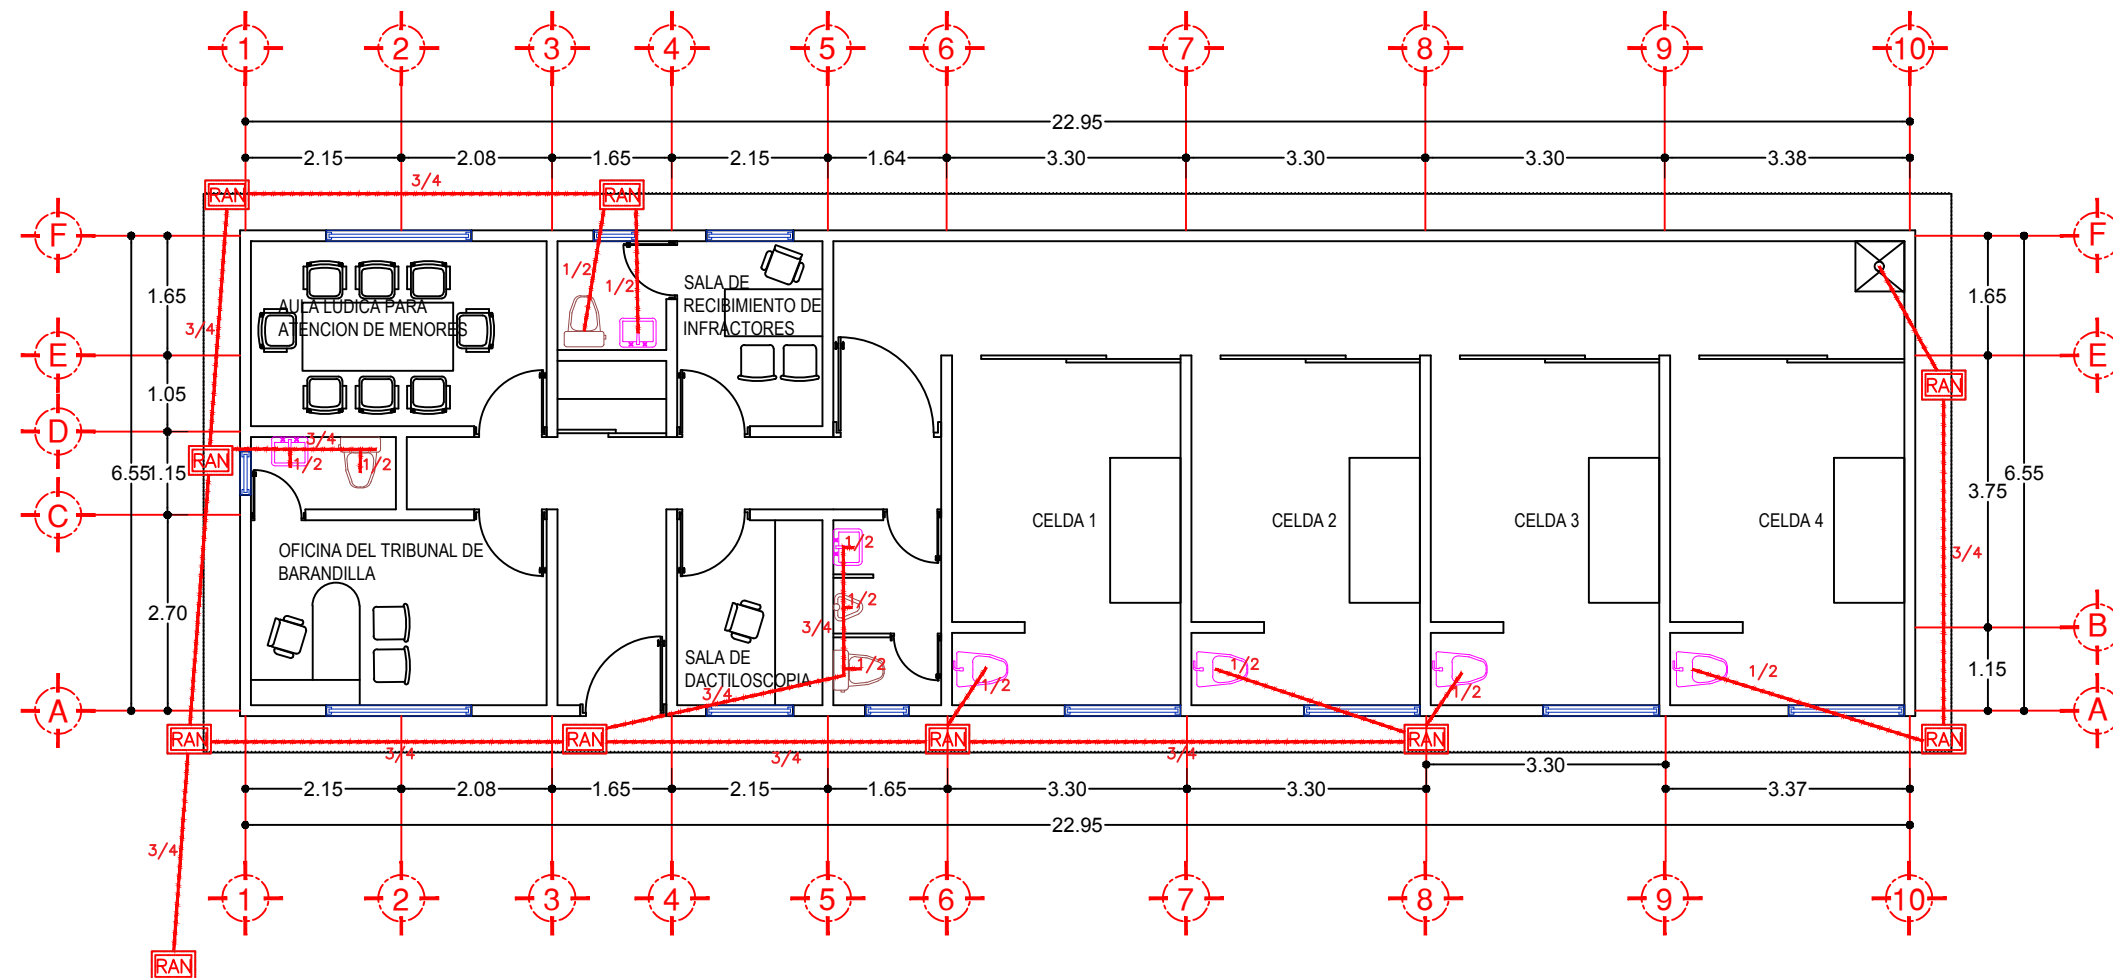 1 2 3 4 5 6 7 8 9 10
22.95
2.15 2.08 1.65 2.15 1.64 3.30 3.30 3.30 3.38
RAN 3/4 RAN
F F
1/2 1/2
SALA DE
RECIBIMIENTO DE
INFRACTORES
AULA LUDICA PARA
ATENCION DE MENORES
1.65 1.65
3/4
E E
RAN
1.05
D
3/4
RAN 1/2 1/2
6.55 1.15 3.75 6.55
C
CELDA 1 CELDA 2 CELDA 3 CELDA 4
1/2
OFICINA DEL TRIBUNAL DE
BARANDILLA
3/4
2.70
1/2
3/4
B
SALA DE
DACTILOSCOPIA
1/2 1/2 1/2 1/2 1/2
1.15
3/4
A A
RAN RAN RAN RAN RAN
3/4 3/4 3/4
3.30
2.15 2.08 1.65 2.15 1.65 3.30 3.30 3.37
22.95
3/4
1 2 3 4 5 6 7 8 9 10
RAN